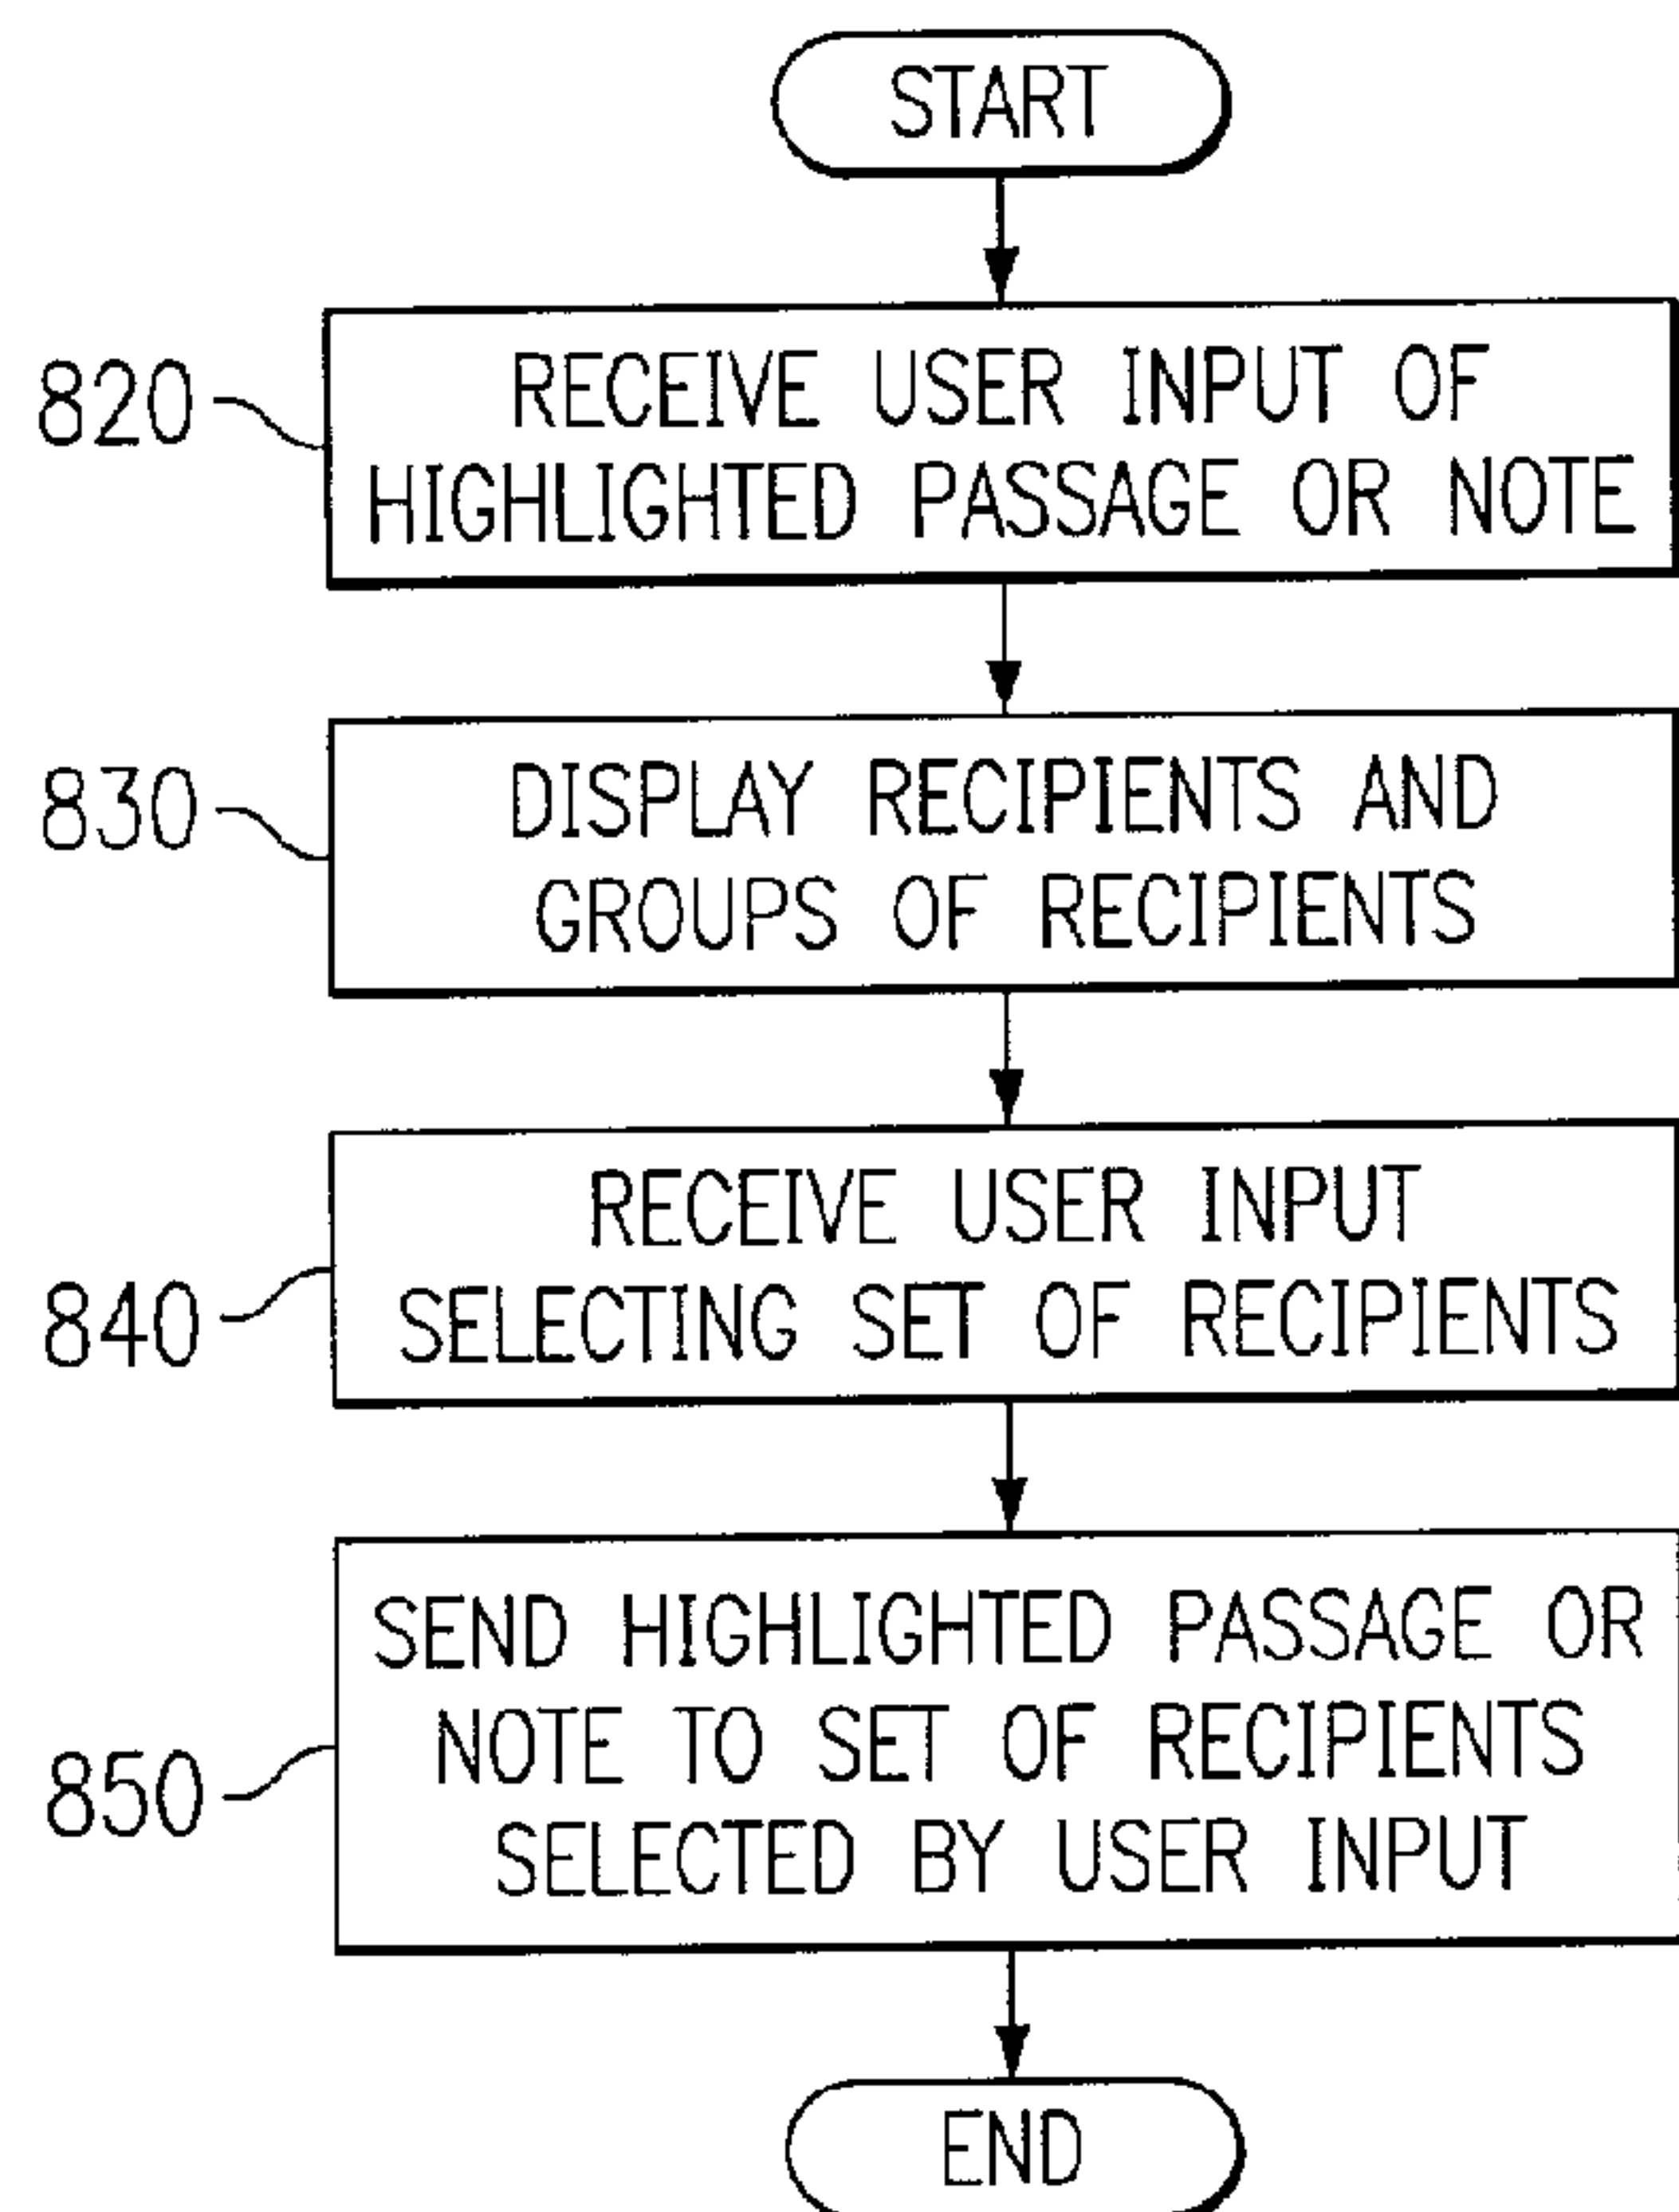 START
820
RECEIVE USER INPUT OF
HIGHLIGHTED PASSAGE OR NOTE
830
DISPLAY RECIPIENTS AND
GROUPS OF RECIPIENTS
840
RECEIVE USER INPUT
SELECTING SET OF RECIPIENTS
850
SEND HIGHLIGHTED PASSAGE OR
NOTE TO SET OF RECIPIENTS
SELECTED BY USER INPUT
END